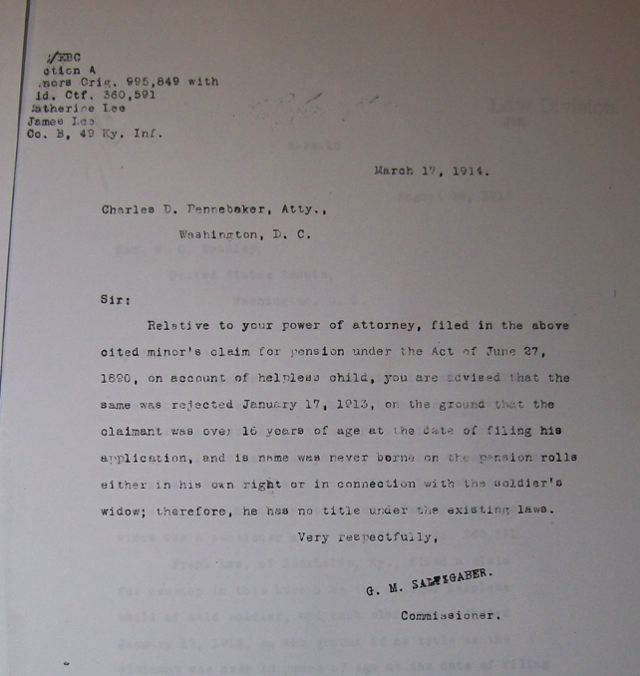 /EBC
ction A
nors Orig. 995,849 with
id. Ctf. 360,591
atherine Lee
James Lee
Co. B, 49 Ky. Inf.
March 17, 1914.
Charles D. Pennebaker, Atty.,
Washington, D. C.
Sir:
Relative to your power of attorney, filed in the above
cited minor's claim for pension under the Act of June 27,
1890, on account of helpless child, you are advised that the
same was rejected January 17, 1913, on the ground that the
claimant was over 16 years of age at the date of filing his
application, and is name was never borne on the pension rolls
either in his own right or in connection with the soldier's
widow; therefore, he has no title under the existing laws.
Very respectfully,
G. M. SALTZGABER.
Commissioner.